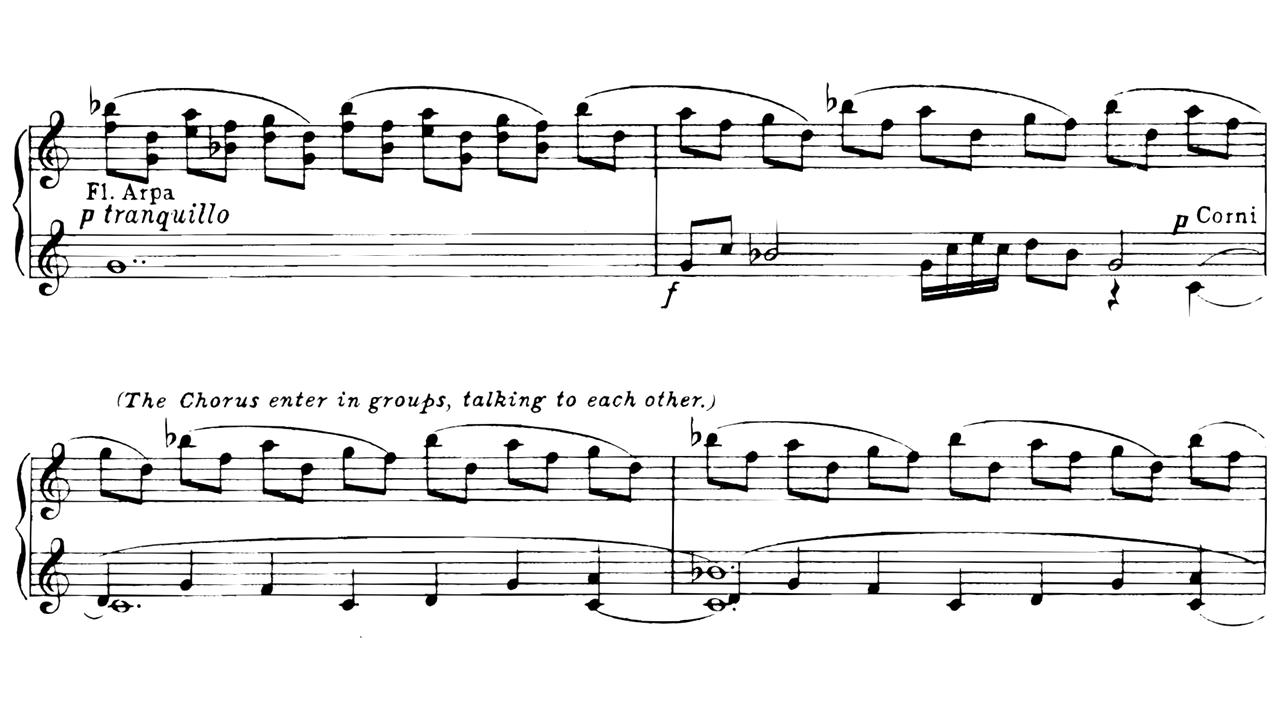 Fl. Arpa
p tranquillo
p Corni
f
(The Chorus enter in groups, talking to each other.)